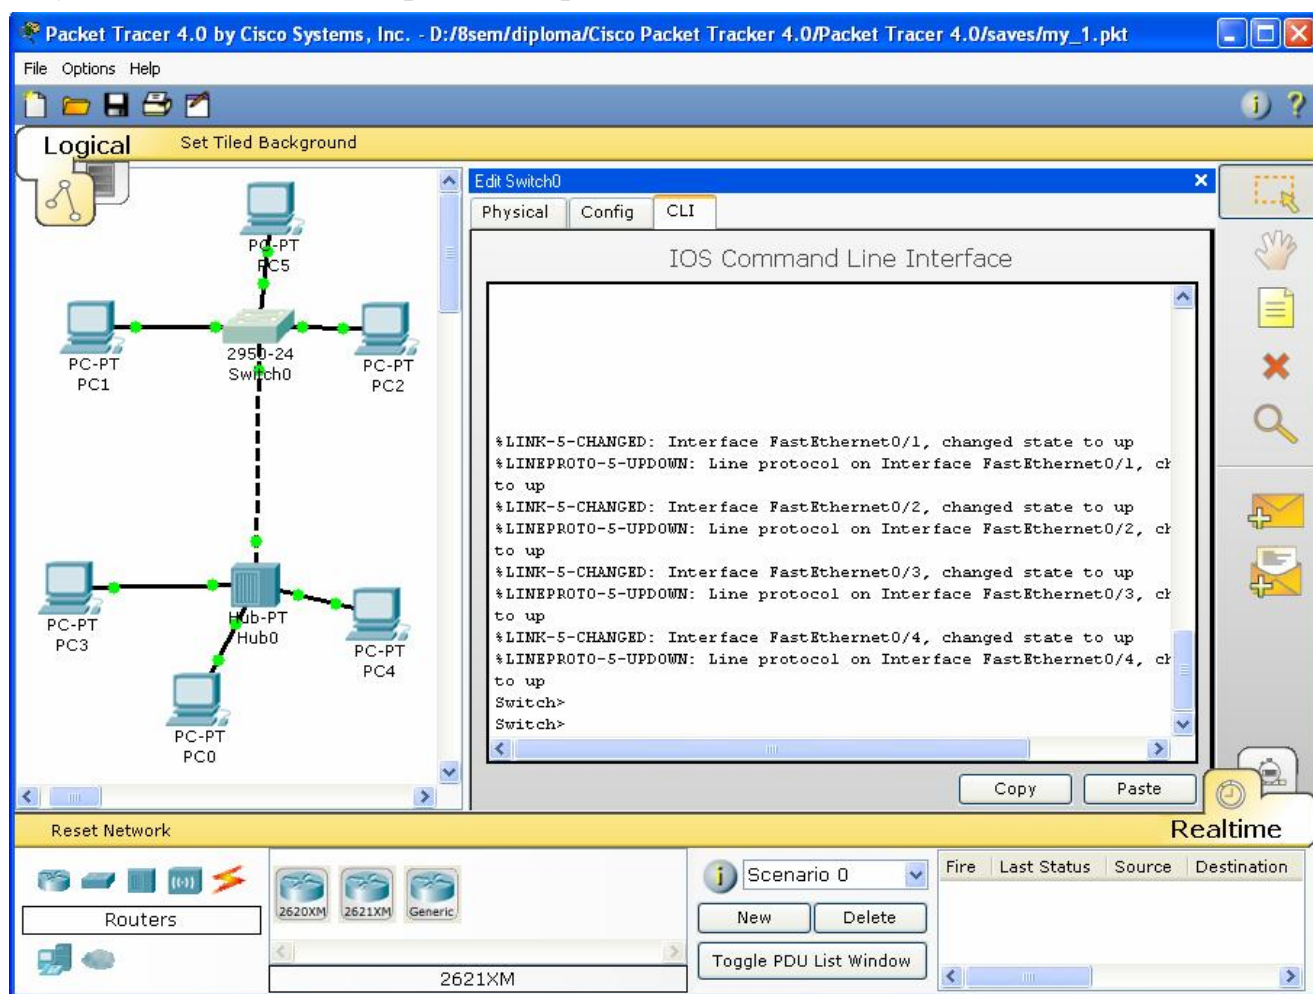 Packet Tracer 4.0 by Cisco Systems, Inc. - D:/8sem/diploma/Cisco Packet Tracker 4.0/Packet Tracer 4.0/saves/my_1.pkt
File Options Help
Logical Set Tiled Background
PC-PT
PC5
PC-PT
PC1
2950-24
Switch0
PC-PT
PC2
PC-PT
PC3
Hub-PT
Hub0
PC-PT
PC4
PC-PT
PC0
Edit Switch0
Physical Config CLI
IOS Command Line Interface
%LINK-5-CHANGED: Interface FastEthernet0/1, changed state to up
%LINEPROTO-5-UPDOWN: Line protocol on Interface FastEthernet0/1, ch
to up
%LINK-5-CHANGED: Interface FastEthernet0/2, changed state to up
%LINEPROTO-5-UPDOWN: Line protocol on Interface FastEthernet0/2, ch
to up
%LINK-5-CHANGED: Interface FastEthernet0/3, changed state to up
%LINEPROTO-5-UPDOWN: Line protocol on Interface FastEthernet0/3, ch
to up
%LINK-5-CHANGED: Interface FastEthernet0/4, changed state to up
%LINEPROTO-5-UPDOWN: Line protocol on Interface FastEthernet0/4, ch
to up
Switch>
Switch>
Copy Paste
Reset Network
Realtime
Routers
2620XM 2621XM Generic
2621XM
Scenario 0
New Delete
Toggle PDU List Window
Fire Last Status Source Destination